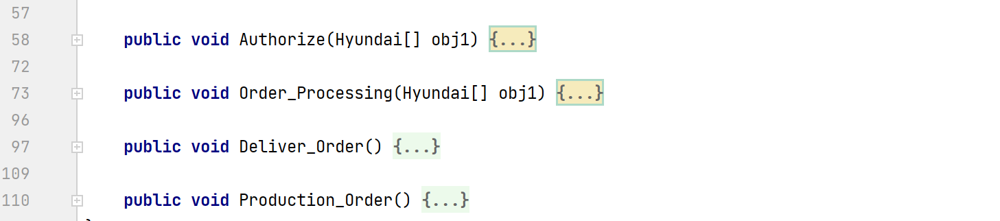 57
58 public void Authorize(Hyundai[] obj1) {...}
72
73 public void Order_Processing(Hyundai[] obj1) {...}
96
97 public void Deliver_Order() {...}
109
110 public void Production_Order() {...}